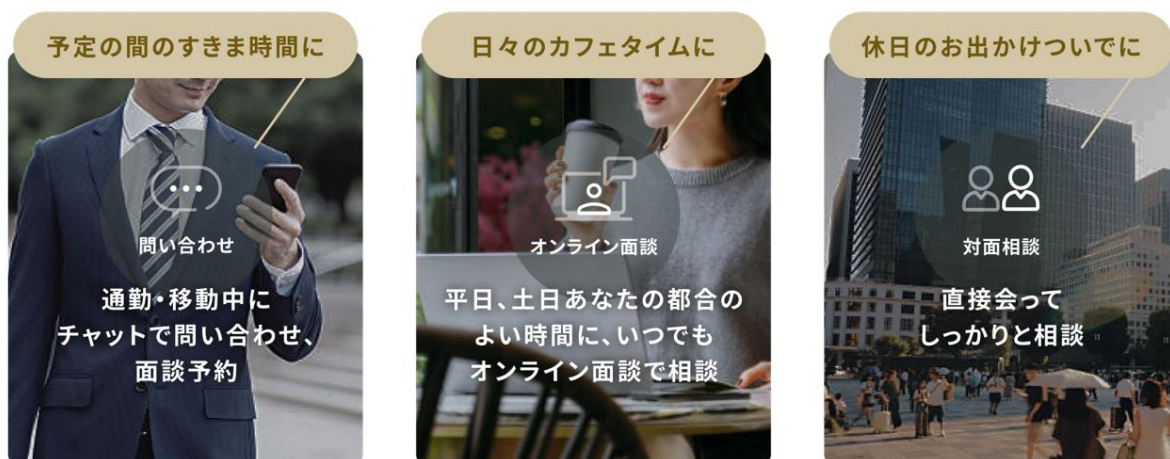 予定の間のすきま時間に
問い合わせ
通勤・移動中に
チャットで問い合わせ、
面談予約
日々のカフェタイムに
オンライン面談
平日、土日あなたの都合の
よい時間に、いつでも
オンライン面談で相談
休日のお出かけついでに
対面相談
直接会って
しっかりと相談